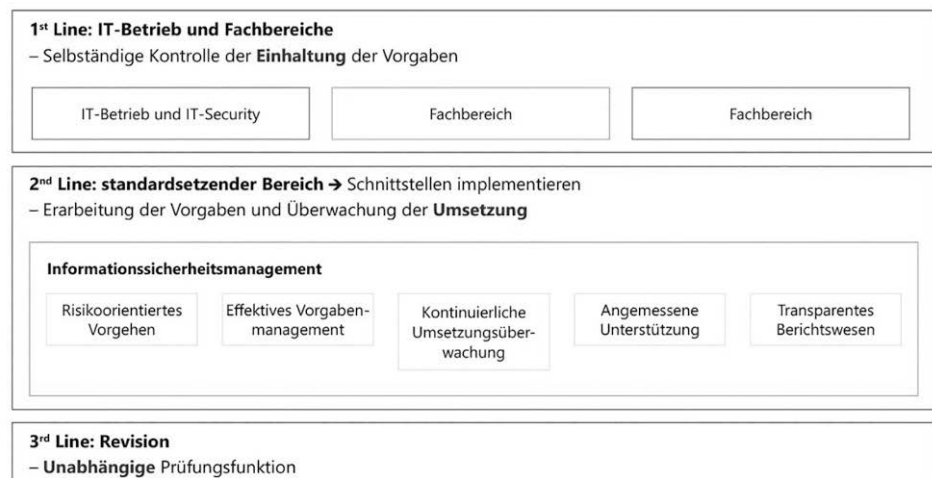 1st Line: IT-Betrieb und Fachbereiche
– Selbständige Kontrolle der Einhaltung der Vorgaben
IT-Betrieb und IT-Security
Fachbereich
Fachbereich
2nd Line: standardsetzender Bereich → Schnittstellen implementieren
– Erarbeitung der Vorgaben und Überwachung der Umsetzung
Informationssicherheitsmanagement
Risikoorientiertes
Vorgehen
Effektives Vorgaben-
management
Kontinuierliche
Umsetzungsüber-
wachung
Angemessene
Unterstützung
Transparentes
Berichtswesen
3rd Line: Revision
– Unabhängige Prüfungsfunktion